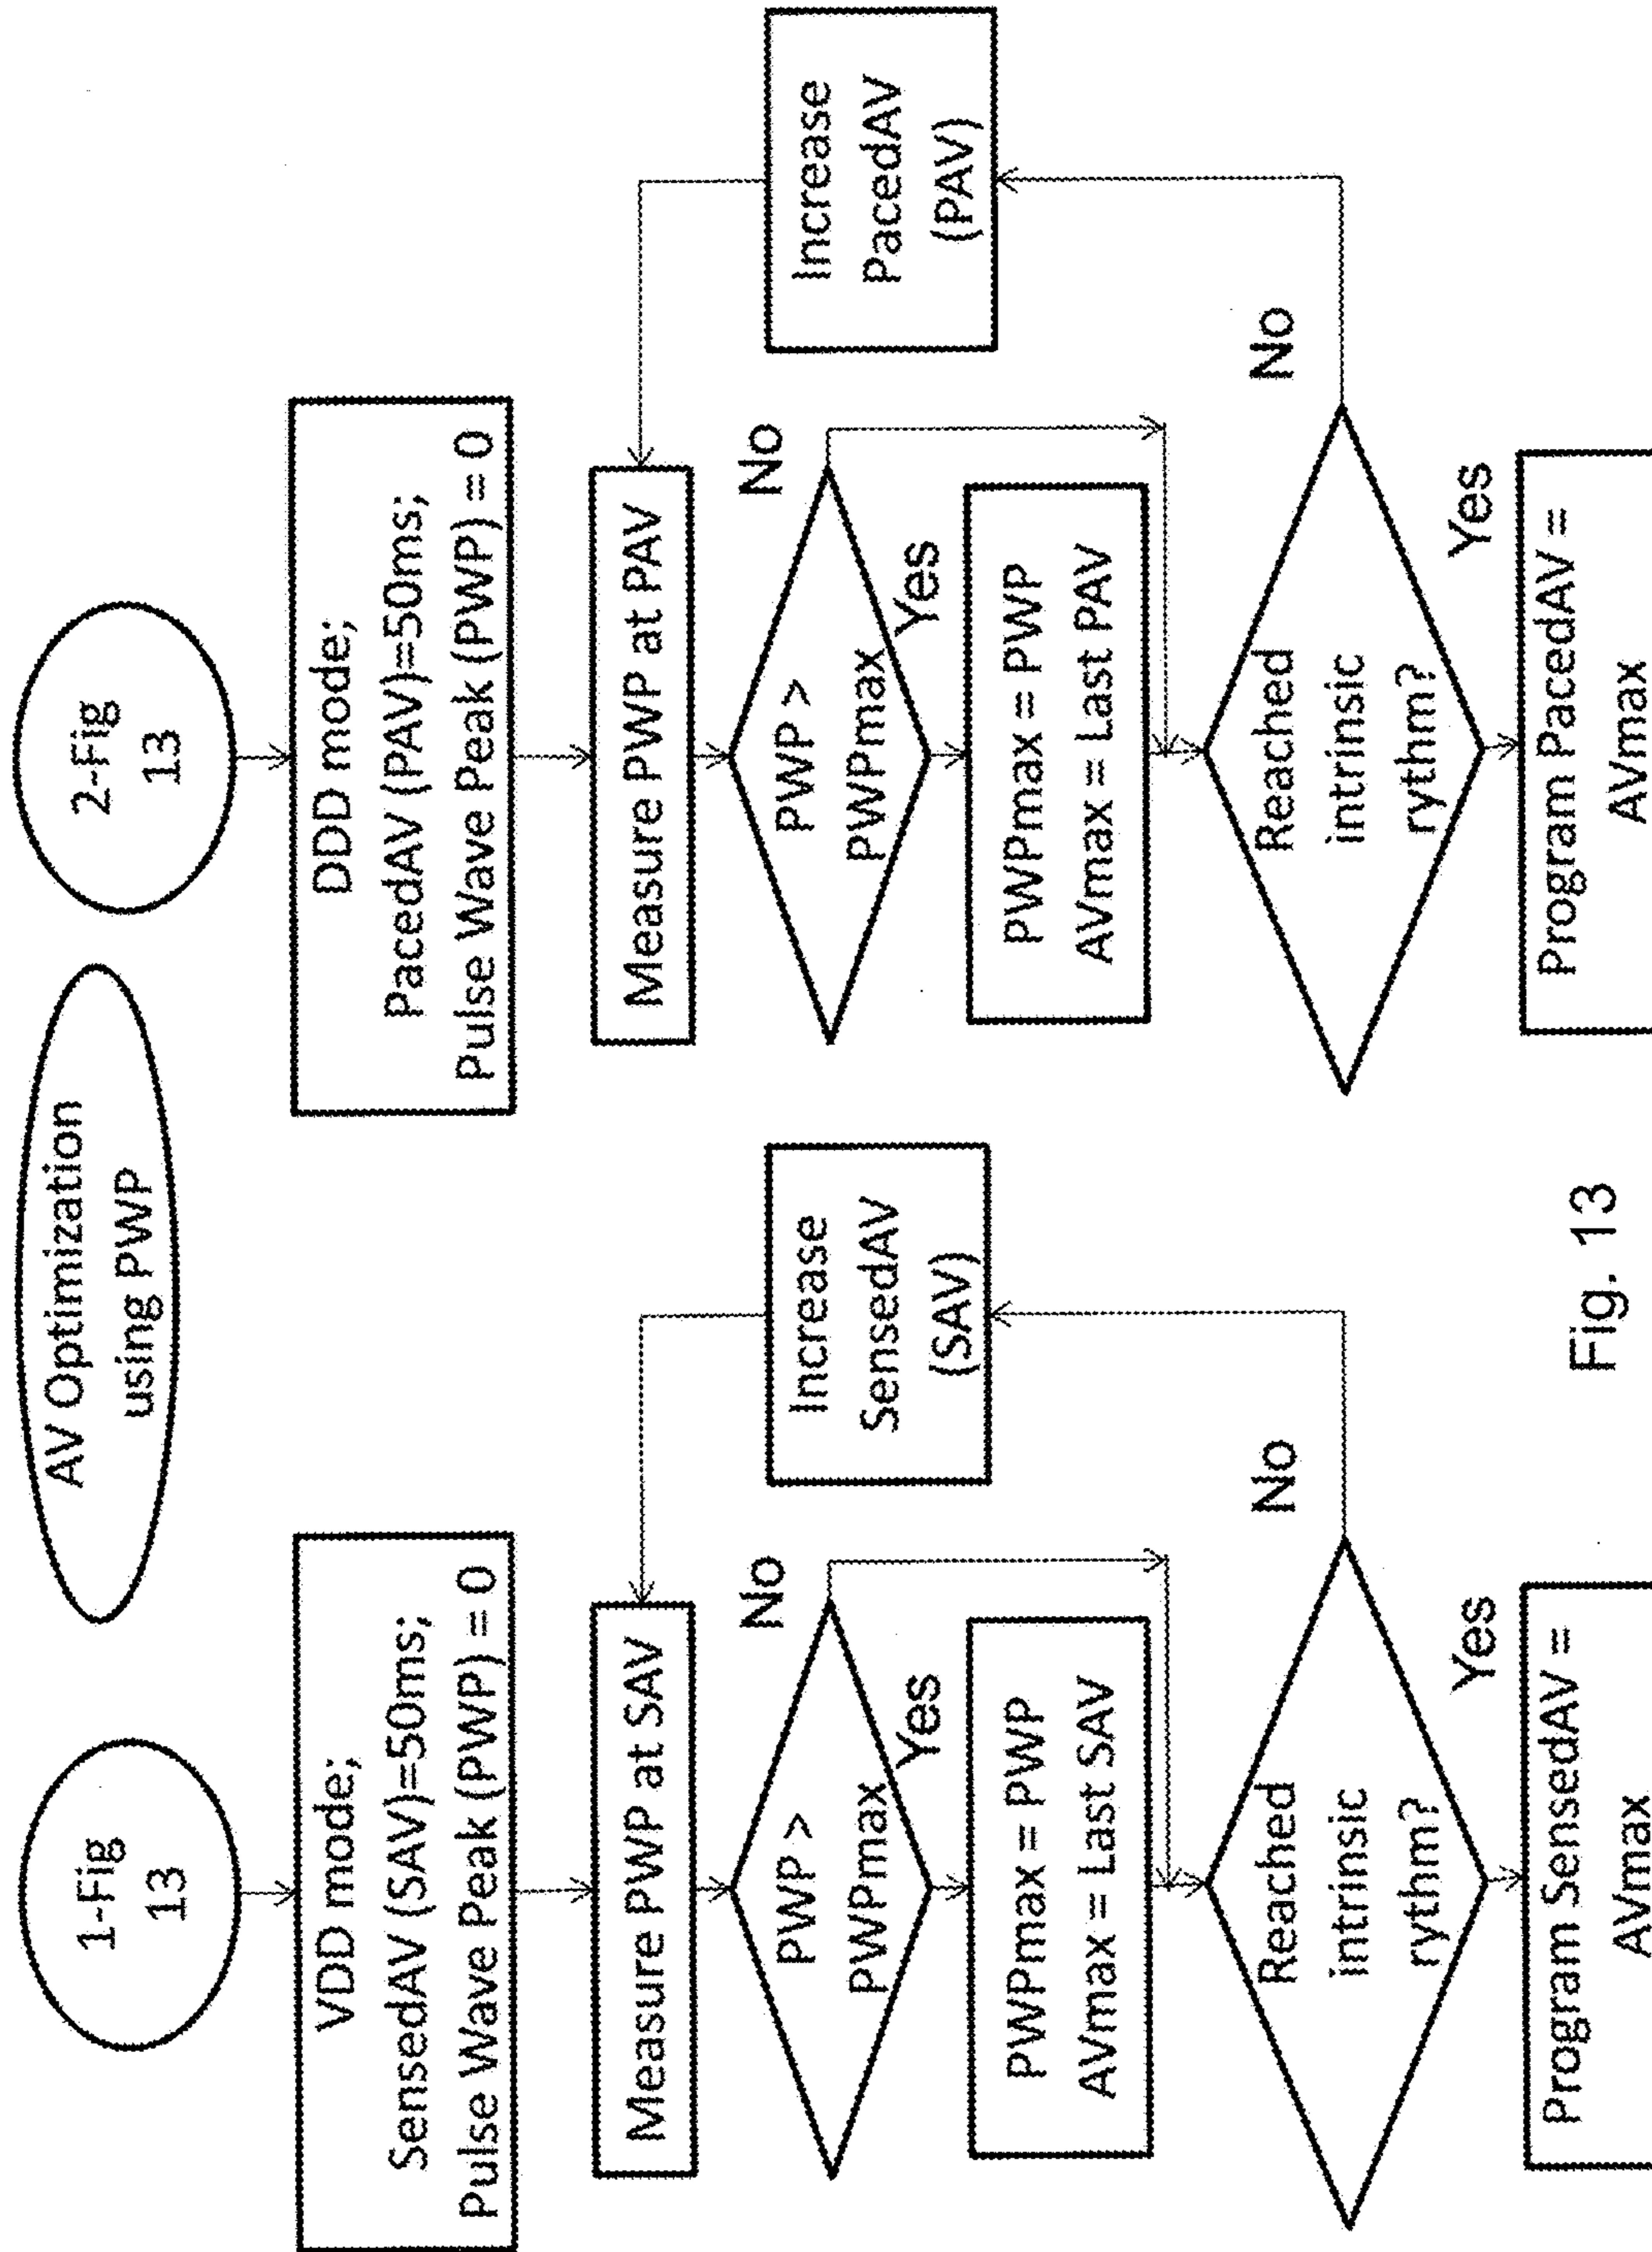 AV Optimization
using PWP
1-Fig
13
VDD mode;
SensedAV (SAV)=50ms;
Pulse Wave Peak (PWP) = 0
Measure PWP at SAV
PWP >
PWPmax
No
Yes
PWPmax = PWP
AVmax = Last SAV
Increase
SensedAV
(SAV)
Reached
intrinsic
rythm?
No
Yes
Program SensedAV =
AVmax
2-Fig
13
DDD mode;
PacedAV (PAV)=50ms;
Pulse Wave Peak (PWP) = 0
Measure PWP at PAV
PWP >
PWPmax
No
Yes
PWPmax = PWP
AVmax = Last PAV
Increase
PacedAV
(PAV)
Reached
intrinsic
rythm?
No
Yes
Program PacedAV =
AVmax
Fig. 13